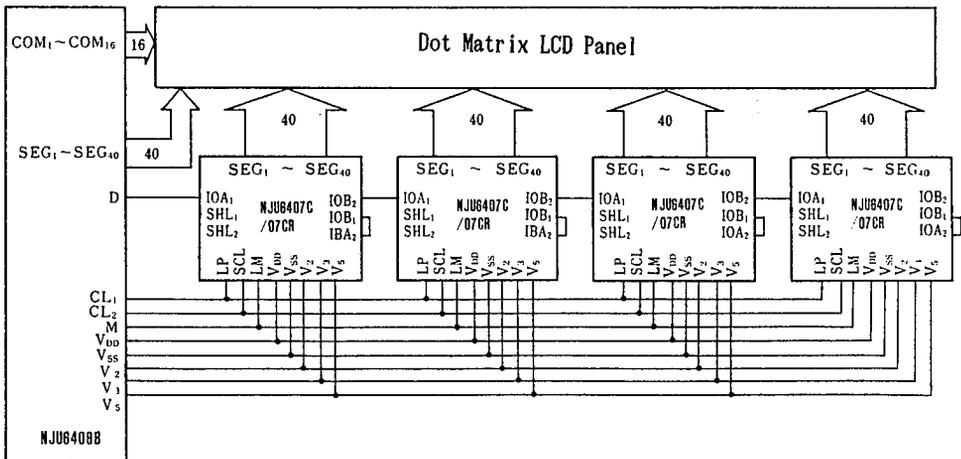 COM₁~COM₁₆ 16
Dot Matrix LCD Panel
SEG₁~SEG₄₀ 40
40 40 40 40
SEG₁ ~ SEG₄₀ SEG₁ ~ SEG₄₀ SEG₁ ~ SEG₄₀ SEG₁ ~ SEG₄₀
D
IOA₁ NJU6407C IOB₂ IOA₁ NJU6407C IOB₂ IOA₁ NJU6407C IOB₂ IOA₁ NJU6407C IOB₂
SHL₁ /07CR IOB₁ SHL₁ /07CR IOB₁ SHL₁ /07CR IOB₁ SHL₁ /07CR IOB₁
SHL₂ IBA₂ SHL₂ IBA₂ SHL₂ IOA₂ SHL₂ IOA₂
LP SCL LM VDD VSS V₂ V₃ V₅ LP SCL LM VDD VSS V₂ V₃ V₅ LP SCL LM VDD VSS V₂ V₃ V₅ LP SCL LM VDD VSS V₂ V₁ V₅
CL₁
CL₂
M
VDD
VSS
V₂
V₃
V₅
NJU6408B